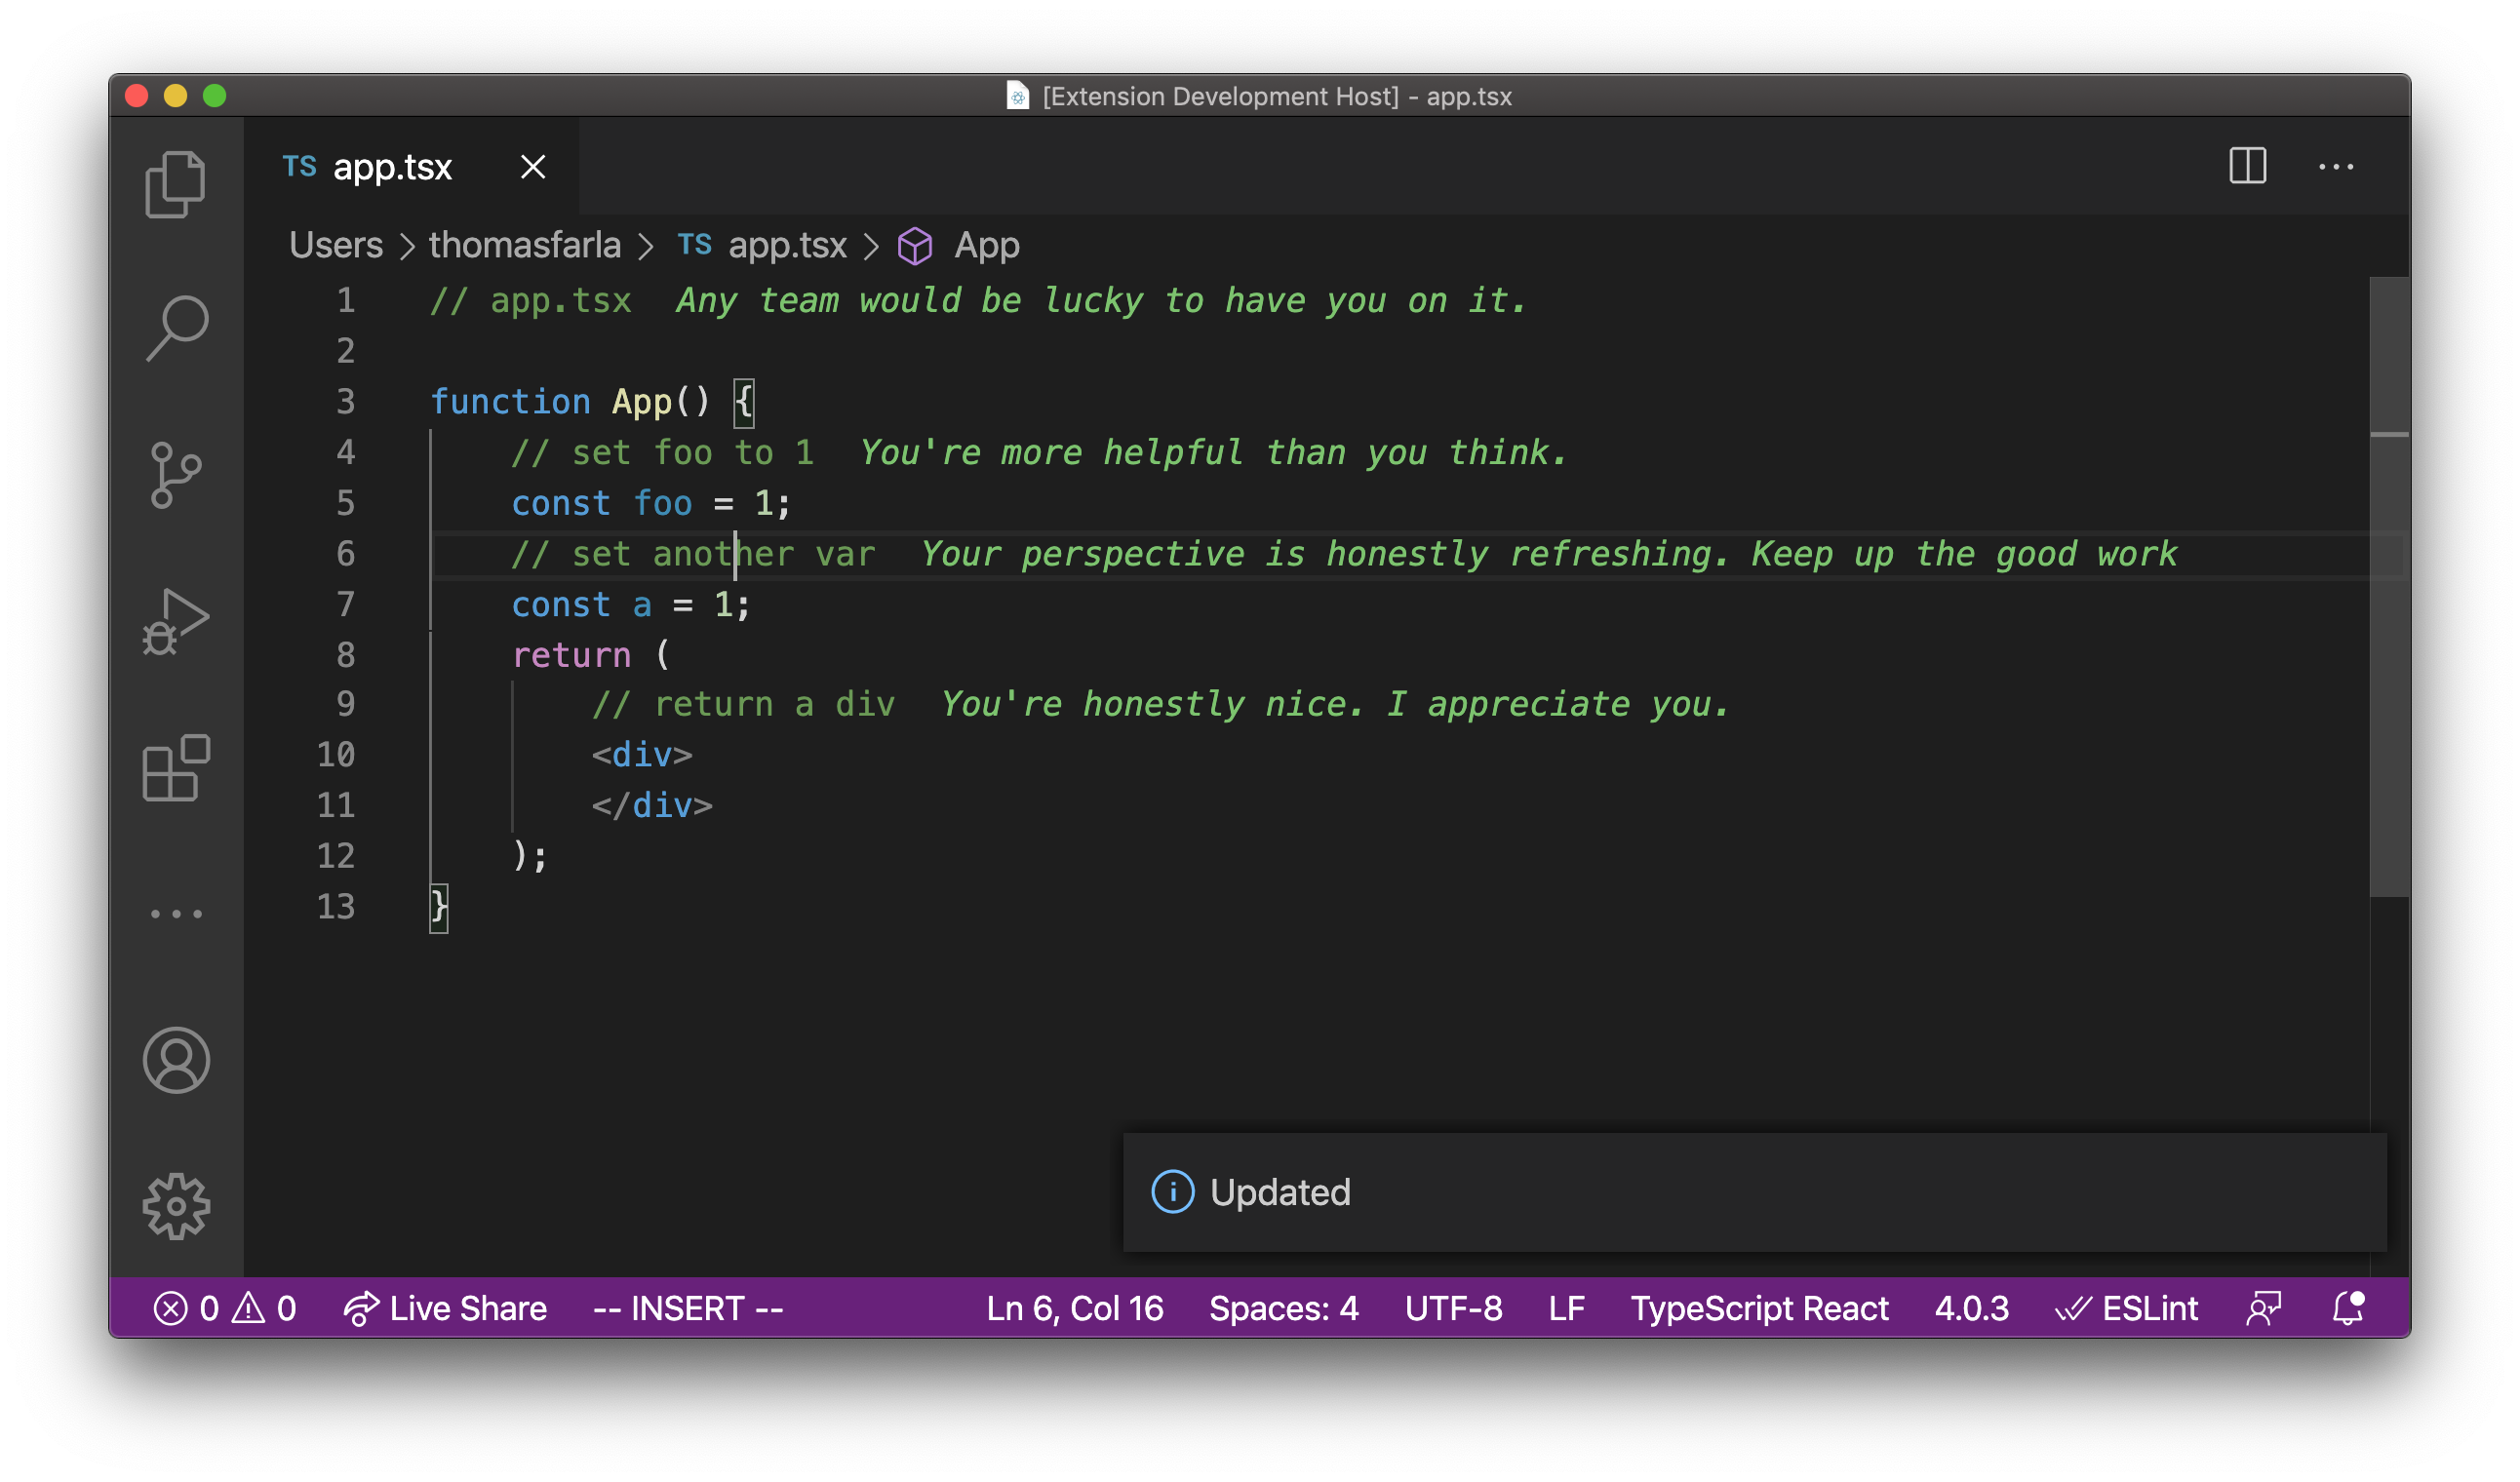 [Extension Development Host] - app.tsx
TS app.tsx
Users > thomasfarla > TS app.tsx > App
1 // app.tsx Any team would be lucky to have you on it.
2
3 function App() {
4 // set foo to 1 You're more helpful than you think.
5 const foo = 1;
6 // set another var Your perspective is honestly refreshing. Keep up the good work
7 const a = 1;
8 return (
9 // return a div You're honestly nice. I appreciate you.
10 <div>
11 </div>
12 );
13 }
Updated
0 0 Live Share -- INSERT -- Ln 6, Col 16 Spaces: 4 UTF-8 LF TypeScript React 4.0.3 ESLint